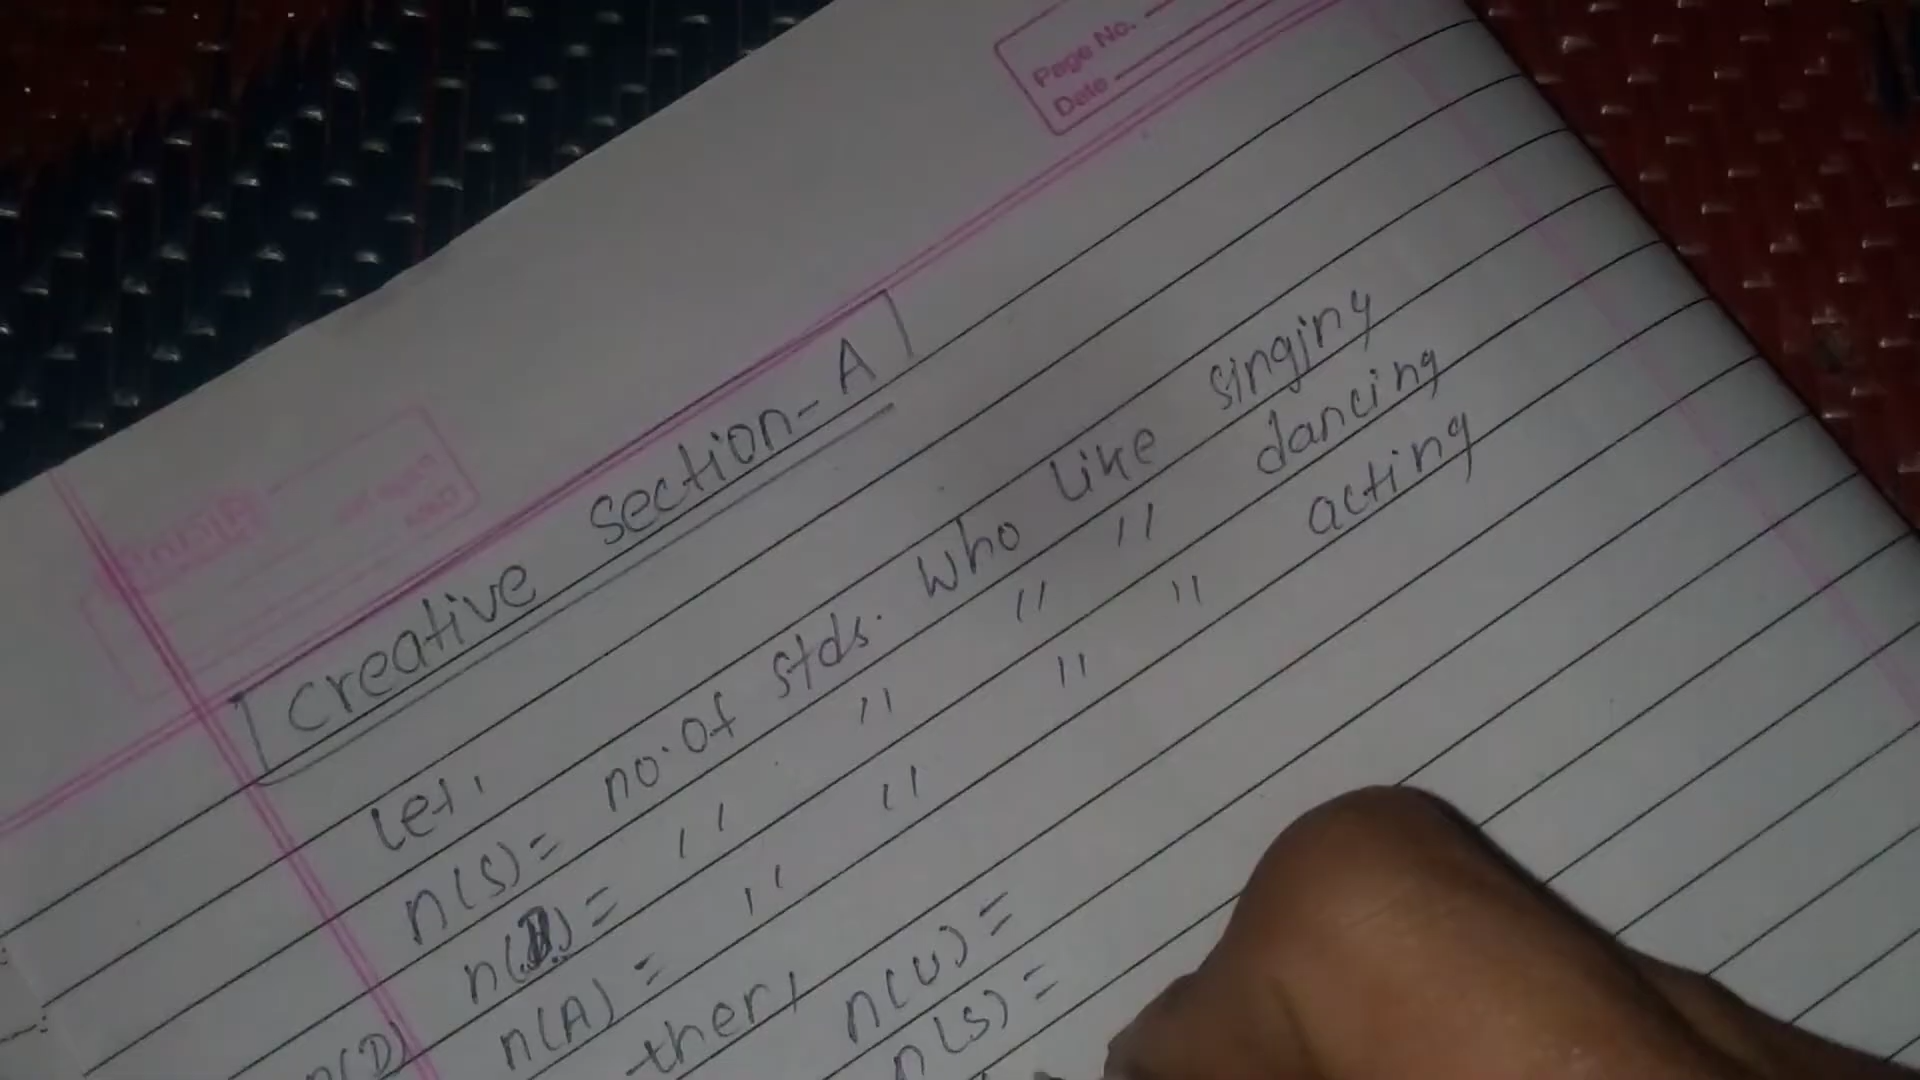 Page No.
Date
creative section-A
Let,
n(S)= no. of stds. who like singing
n(D)= " " " " dancing
n(A)= " " " " acting
n(D)
then,
n(U) =
n(S) =